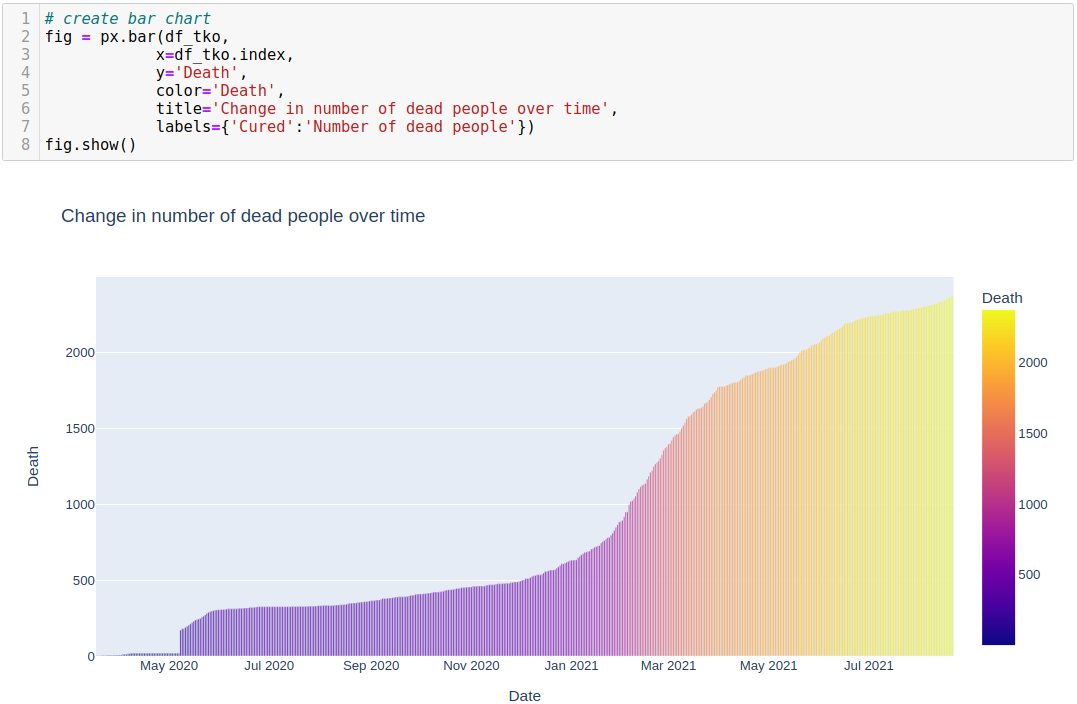 1 # create bar chart
2 fig = px.bar(df_tko,
3             x=df_tko.index,
4             y='Death',
5             color='Death',
6             title='Change in number of dead people over time',
7             labels={'Cured':'Number of dead people'})
8 fig.show()
Change in number of dead people over time
Death
2000
1500
1000
500
0
Death
2000
1500
1000
500
May 2020 Jul 2020 Sep 2020 Nov 2020 Jan 2021 Mar 2021 May 2021 Jul 2021
Date